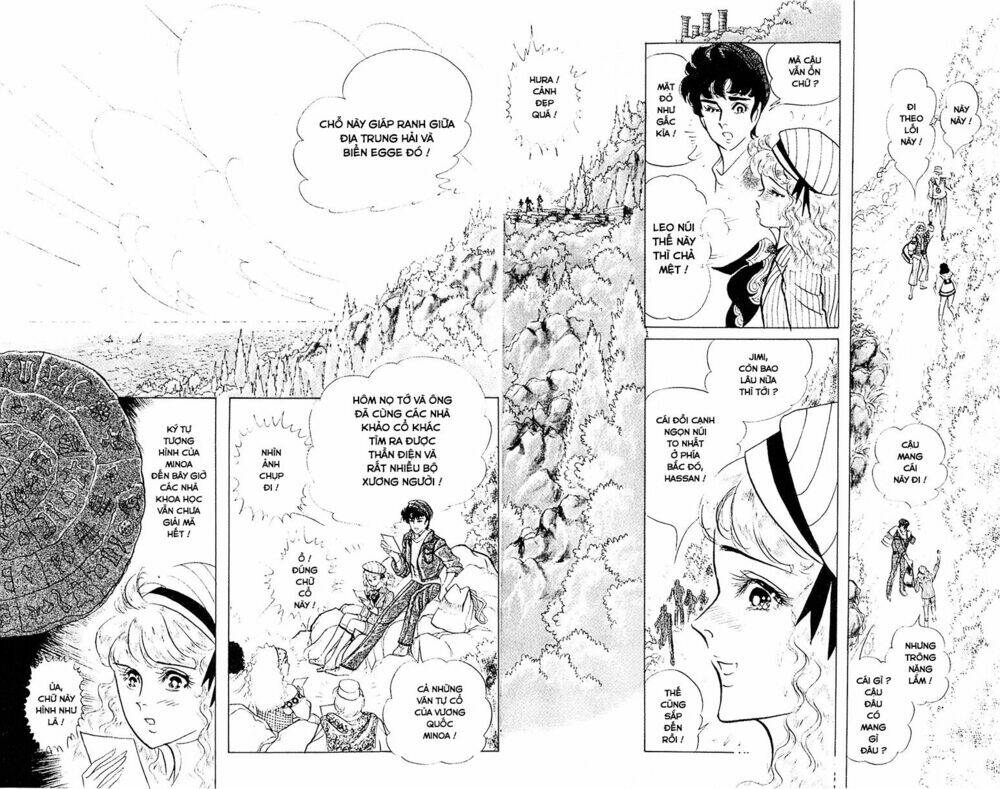 NÀY
NÀY !
ĐI
THEO
LỐI
NÀY !
CẬU
MANG
CÁI
NÀY ĐI !
NHƯNG
TRÔNG
NẶNG
LẮM !
CÁI GÌ ?
CẬU
ĐÂU
CÓ
MANG
GÌ
ĐÂU ?
MÀ CẬU
VẪN ỔN
CHỨ ?
MẶT
ĐỎ
NHƯ
GẤC
KÌA !
LEO NÚI
THẾ NÀY
THÌ CHẢ
MỆT !
JIMI,
CÒN BAO
LÂU NỮA
THÌ TỚI ?
CÁI ĐỒI CẠNH
NGỌN NÚI
TO NHẤT
Ở PHÍA
BẮC ĐÓ,
HASSAN !
THẾ
CŨNG
SẮP
ĐẾN
RỒI !
HURA !
CẢNH
ĐẸP
QUÁ !
CHỖ NÀY GIÁP RANH GIỮA
ĐỊA TRUNG HẢI VÀ
BIỂN EGGE ĐÓ !
HÔM NỌ TỚ VÀ ÔNG
ĐÃ CÙNG CÁC NHÀ
KHẢO CỔ KHÁC
TÌM RA ĐƯỢC
THẦN ĐIỆN VÀ
RẤT NHIỀU BỘ
XƯƠNG NGƯỜI !
NHÌN
ẢNH
CHỤP
ĐI !
Ồ !
ĐÚNG
CHỮ
CỔ
NÀY !
CẢ NHỮNG
VĂN TỰ CỔ
CỦA VƯƠNG
QUỐC
MINOA !
KÝ TỰ
TƯỢNG
HÌNH CỦA
MINOA
ĐẾN BÂY GIỜ
CÁC NHÀ
KHOA HỌC
VẪN CHƯA
GIẢI MÃ
HẾT !
ỦA,
CHỮ NÀY
HÌNH NHƯ
LÀ !